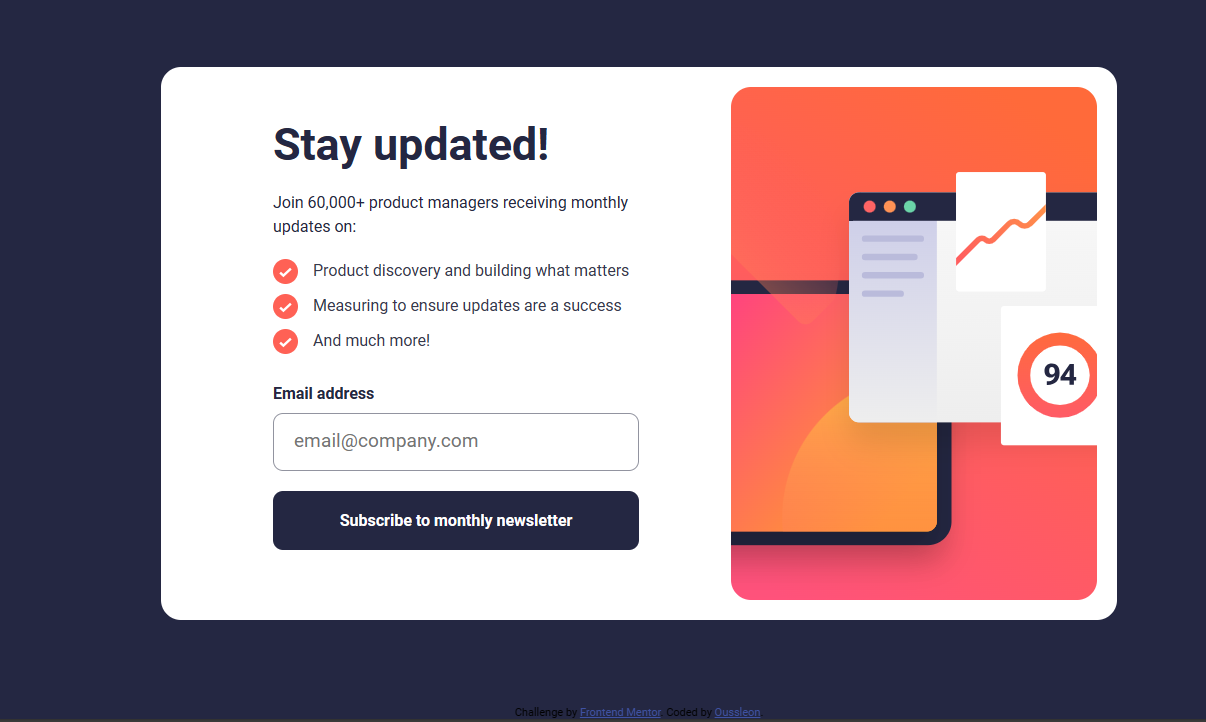 Stay updated!
Join 60,000+ product managers receiving monthly
updates on:
Product discovery and building what matters
Measuring to ensure updates are a success
And much more!
Email address
email@company.com
Subscribe to monthly newsletter
94
Challenge by Frontend Mentor. Coded by Oussleon.